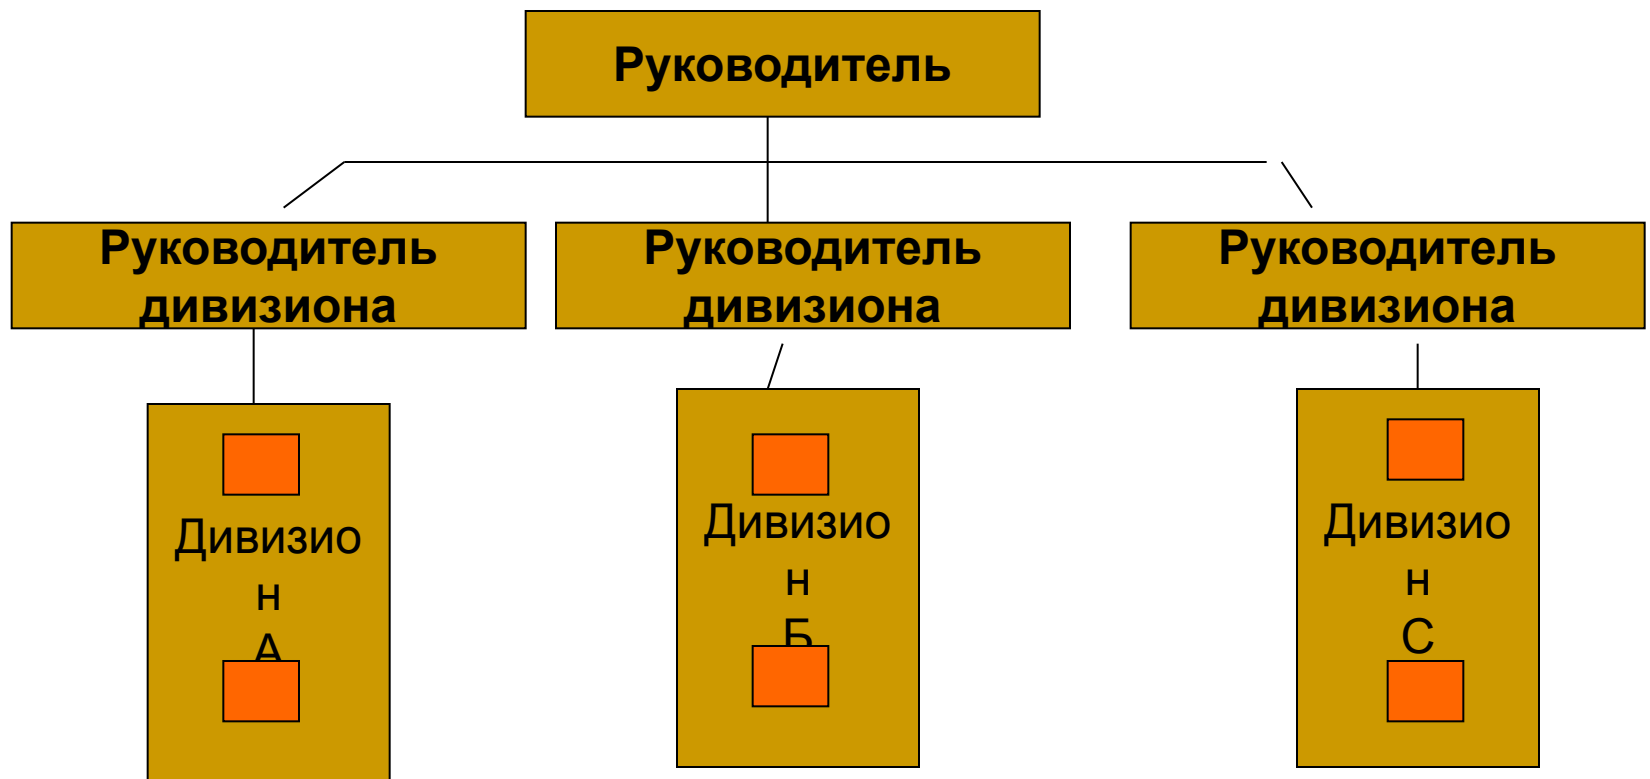 Руководитель
Руководитель
дивизиона
Руководитель
дивизиона
Руководитель
дивизиона
Дивизио
н
А
Дивизио
н
Б
Дивизио
н
С